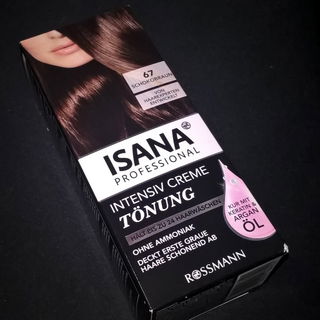 67
SCHOKOBRAUN
VON
HAAREXPERTEN
ENTWICKELT
ISANA
PROFESSIONAL
INTENSIV CREME
TÖNUNG
HÄLT BIS ZU 24 HAARWÄSCHEN
OHNE AMMONIAK
DECKT ERSTE GRAUE
HAARE SCHONEND AB
KUR MIT
KERATIN &
ARGAN
ÖL
ROSSMANN